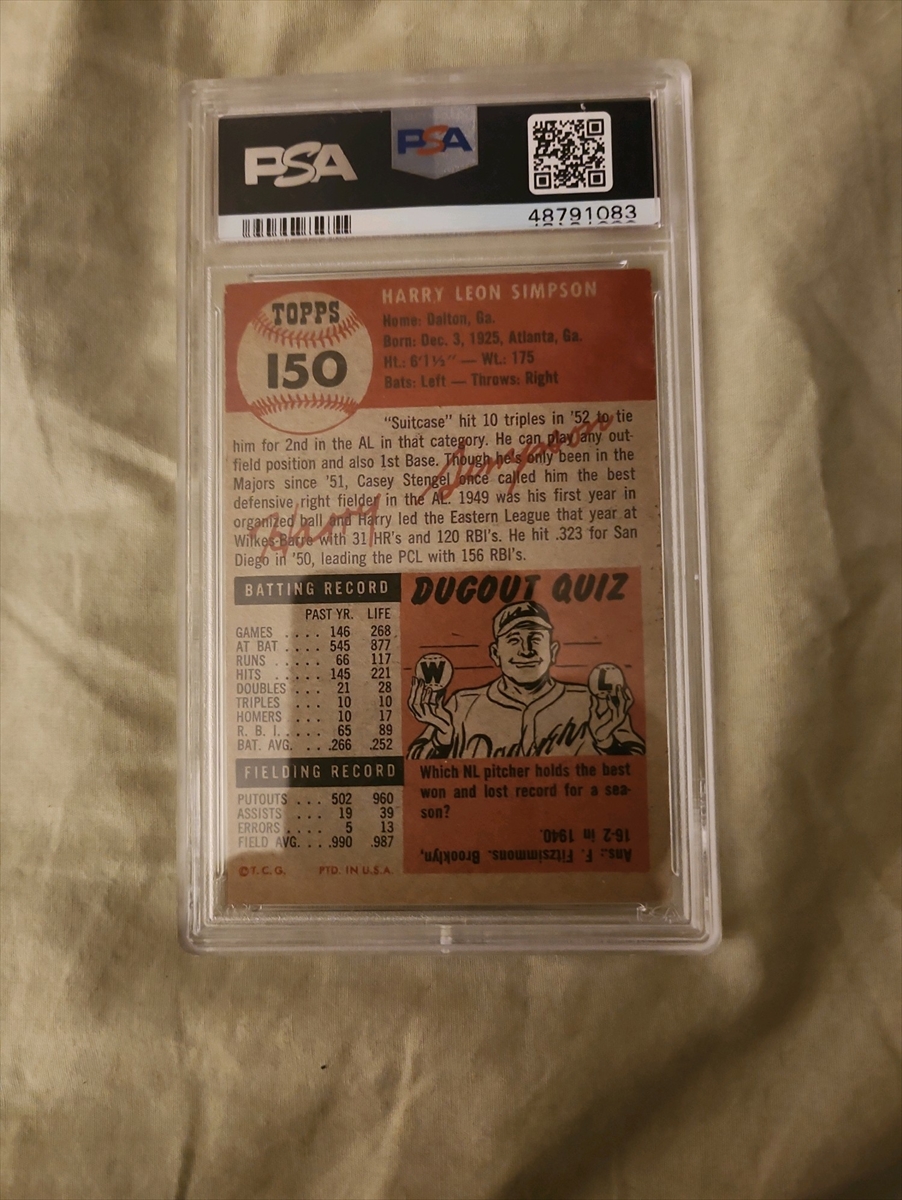 PSA
PSA
48791083
TOPPS
150
HARRY LEON SIMPSON
Home: Dalton, Ga.
Born: Dec. 3, 1925, Atlanta, Ga.
Ht.: 6'1½" — Wt.: 175
Bats: Left — Throws: Right
"Suitcase" hit 10 triples in '52 to tie
him for 2nd in the AL in that category. He can play any out-
field position and also 1st Base. Though he's only been in the
Majors since '51, Casey Stengel once called him the best
defensive right fielder in the AL. 1949 was his first year in
organized ball and Harry led the Eastern League that year at
Wilkes-Barre with 31 HR's and 120 RBI's. He hit .323 for San
Diego in '50, leading the PCL with 156 RBI's.
Harry Simpson
BATTING RECORD
PAST YR. LIFE
GAMES .... 146 268
AT BAT .... 545 877
RUNS .... 66 117
HITS ..... 145 221
DOUBLES ... 21 28
TRIPLES ... 10 10
HOMERS ... 10 17
R. B. I. .... 65 89
BAT. AVG. ... .266 .252
FIELDING RECORD
PUTOUTS ... 502 960
ASSISTS ... 19 39
ERRORS .... 5 13
FIELD AVG. ... .990 .987
©T.C.G. PTD. IN U.S.A.
DUGOUT QUIZ
W
L
Which NL pitcher holds the best
won and lost record for a sea-
son?
Ans.: F. Fitzsimmons. Brooklyn,
16-2 in 1940.